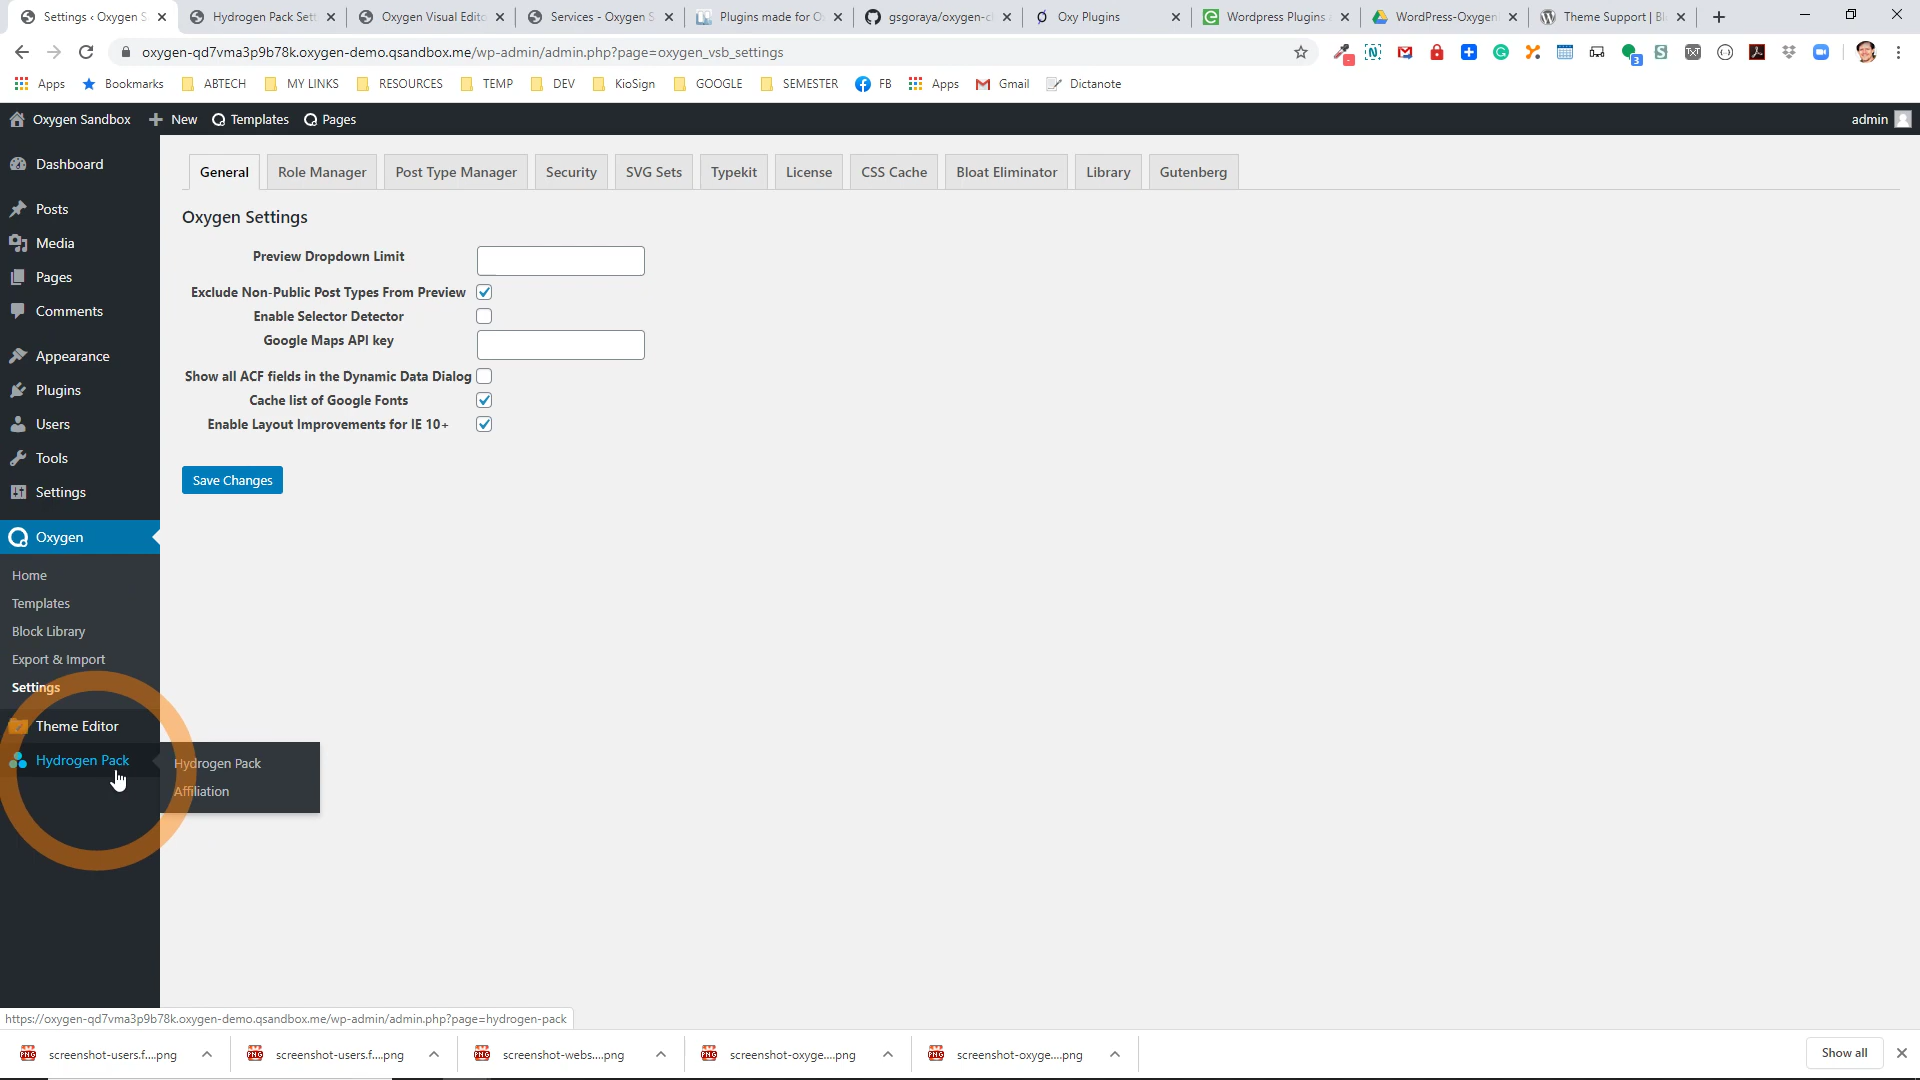 Settings ‹ Oxygen S
Hydrogen Pack Sett
Oxygen Visual Edito
Services - Oxygen S
Plugins made for O
gsgoraya/oxygen-c
Oxy Plugins
Wordpress Plugins
WordPress-Oxygen
Theme Support | Bl
oxygen-qd7vma3p9b78k.oxygen-demo.qsandbox.me/wp-admin/admin.php?page=oxygen_vsb_settings
Apps
Bookmarks
ABTECH
MY LINKS
RESOURCES
TEMP
DEV
KioSign
GOOGLE
SEMESTER
FB
Apps
Gmail
Dictanote
Oxygen Sandbox
New
Templates
Pages
admin
Dashboard
Posts
Media
Pages
Comments
Appearance
Plugins
Users
Tools
Settings
Oxygen
Home
Templates
Block Library
Export & Import
Settings
Theme Editor
Hydrogen Pack
Hydrogen Pack
Affiliation
General
Role Manager
Post Type Manager
Security
SVG Sets
Typekit
License
CSS Cache
Bloat Eliminator
Library
Gutenberg
Oxygen Settings
Preview Dropdown Limit
Exclude Non-Public Post Types From Preview
Enable Selector Detector
Google Maps API key
Show all ACF fields in the Dynamic Data Dialog
Cache list of Google Fonts
Enable Layout Improvements for IE 10+
Save Changes
https://oxygen-qd7vma3p9b78k.oxygen-demo.qsandbox.me/wp-admin/admin.php?page=hydrogen-pack
screenshot-users.f....png
screenshot-users.f....png
screenshot-webs....png
screenshot-oxyge....png
screenshot-oxyge....png
Show all